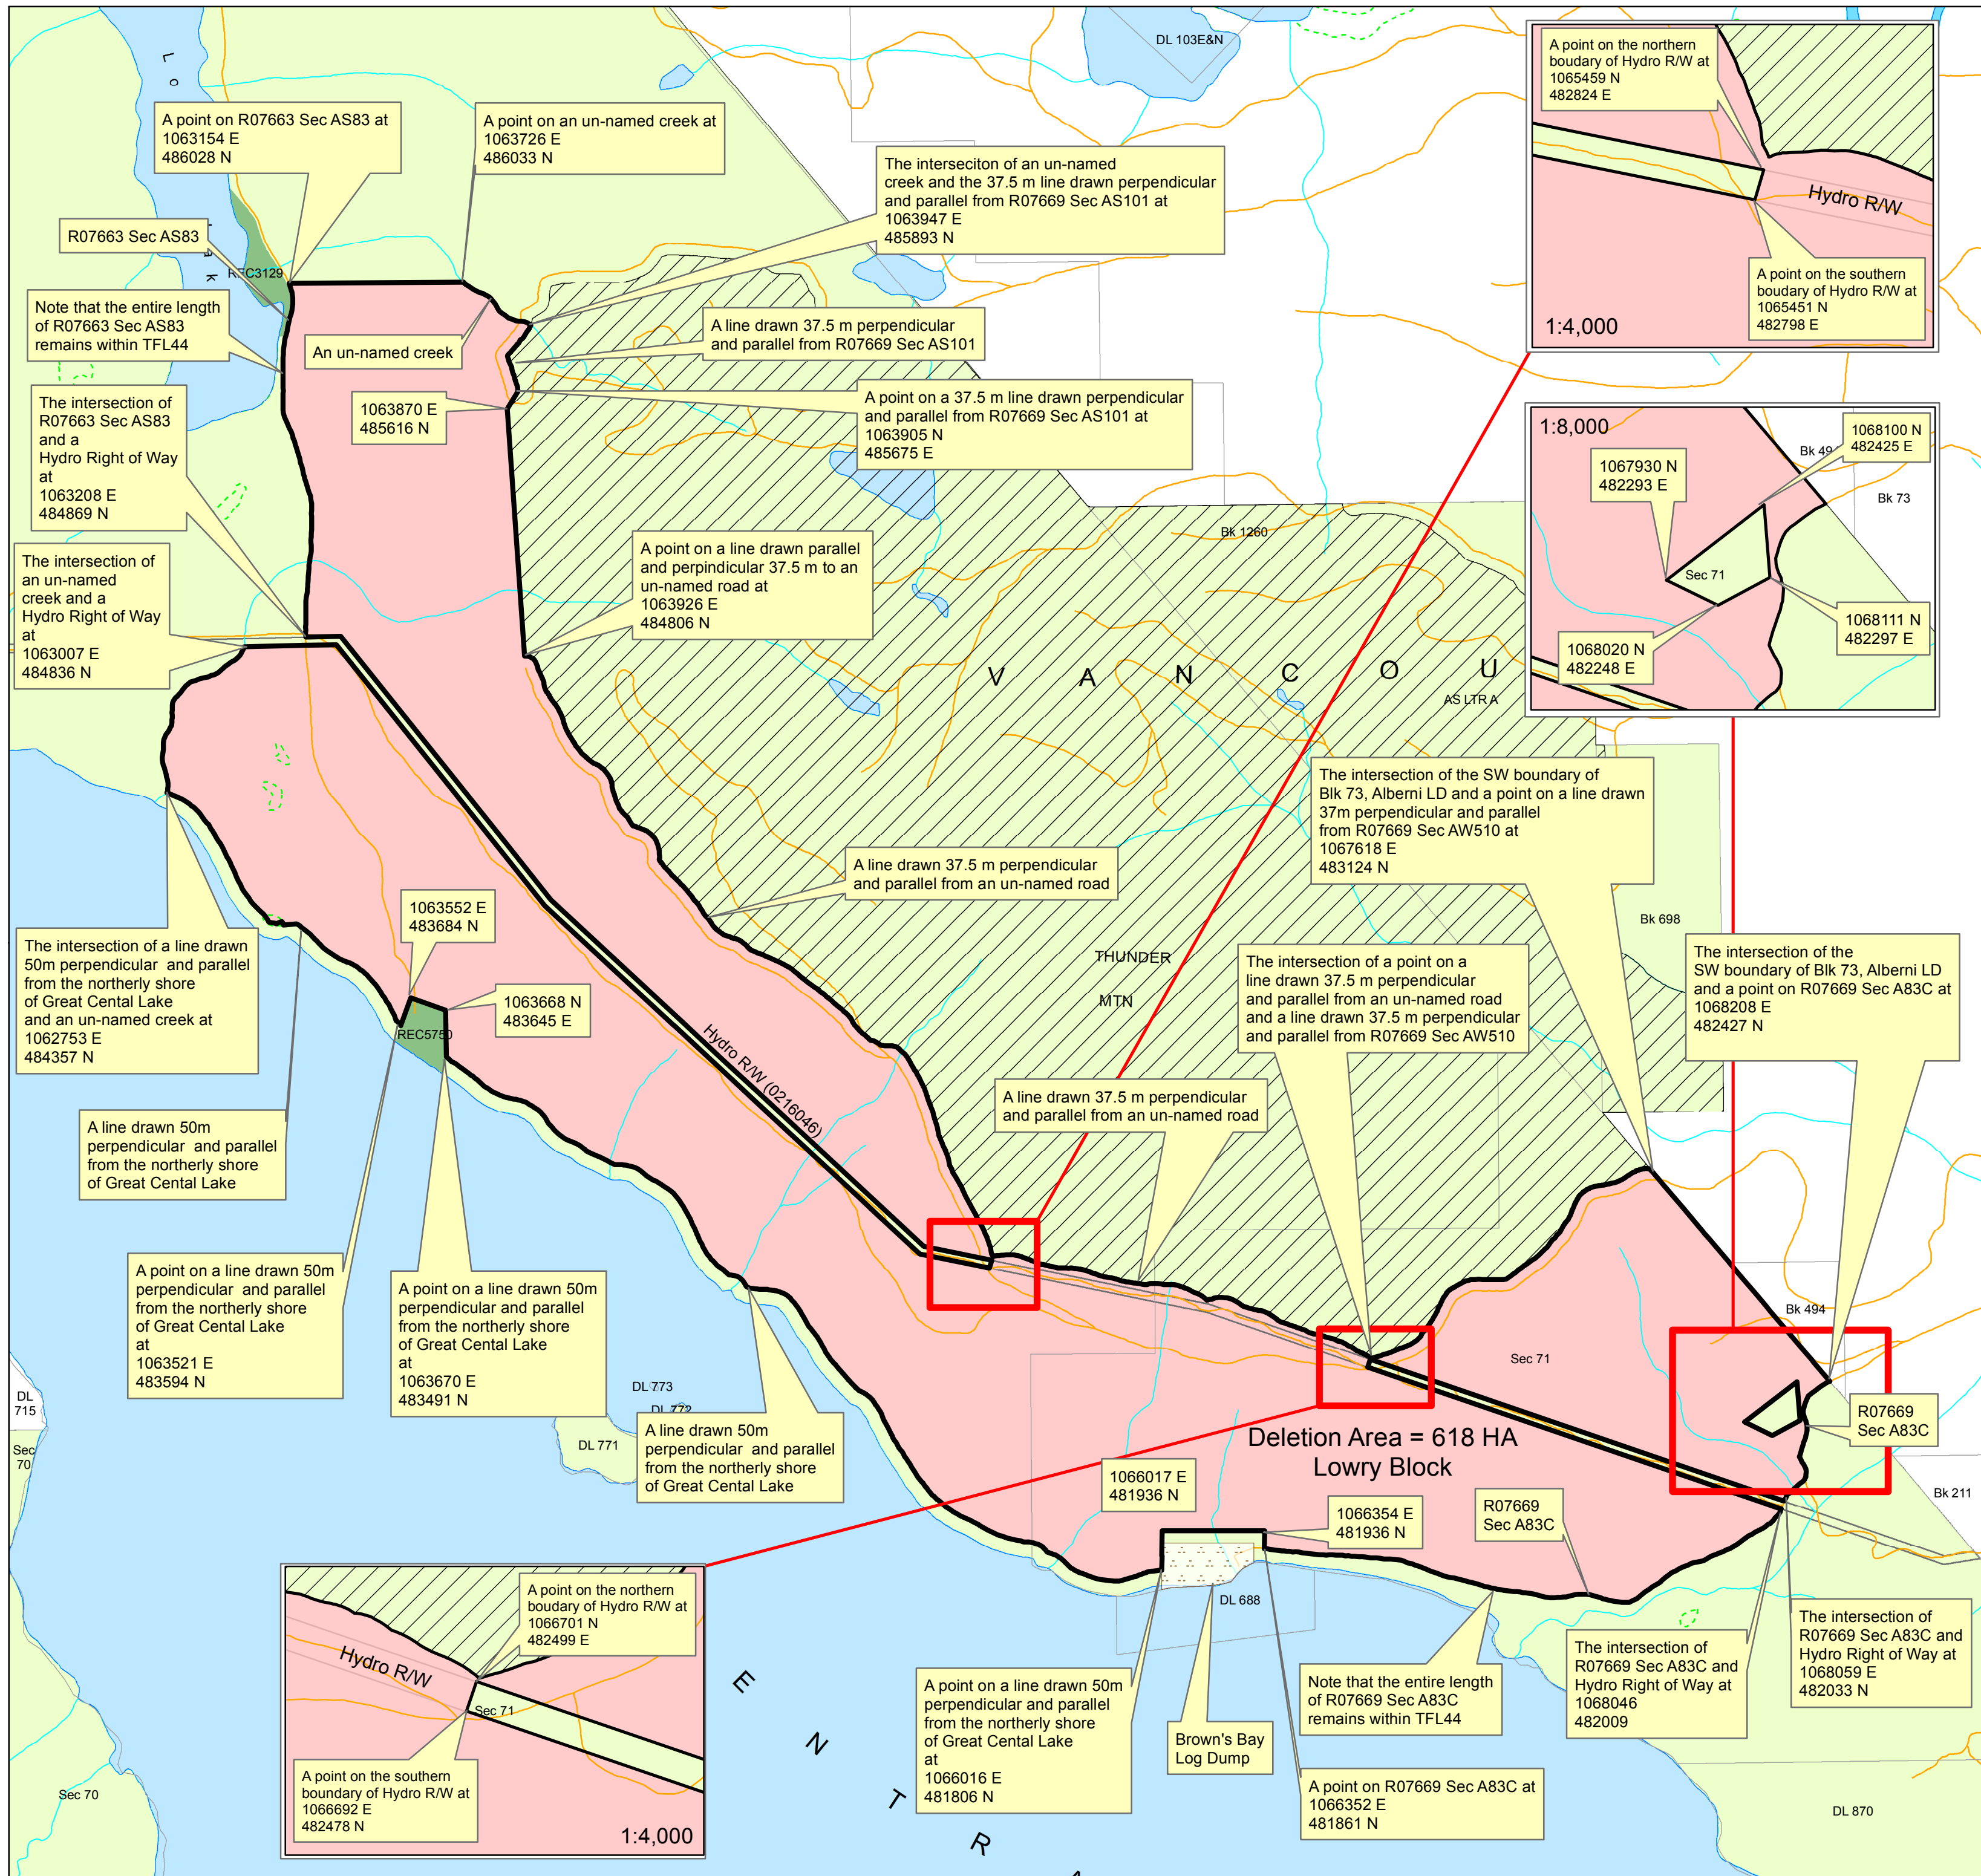 L
o
a
k
DL 103E&N
A point on R07663 Sec AS83 at
1063154 E
486028 N
A point on an un-named creek at
1063726 E
486033 N
The interseciton of an un-named
creek and the 37.5 m line drawn perpendicular
and parallel from R07669 Sec AS101 at
1063947 E
485893 N
A point on the northern
boudary of Hydro R/W at
1065459 N
482824 E
Hydro R/W
A point on the southern
boudary of Hydro R/W at
1065451 N
482798 E
1:4,000
R07663 Sec AS83
REC3129
Note that the entire length
of R07663 Sec AS83
remains within TFL44
An un-named creek
A line drawn 37.5 m perpendicular
and parallel from R07669 Sec AS101
The intersection of
R07663 Sec AS83
and a
Hydro Right of Way
at
1063208 E
484869 N
1063870 E
485616 N
A point on a 37.5 m line drawn perpendicular
and parallel from R07669 Sec AS101 at
1063905 N
485675 E
1:8,000
1068100 N
482425 E
Bk 49
Bk 73
1067930 N
482293 E
Sec 71
1068111 N
482297 E
1068020 N
482248 E
The intersection of
an un-named
creek and a
Hydro Right of Way
at
1063007 E
484836 N
A point on a line drawn parallel
and perpindicular 37.5 m to an
un-named road at
1063926 E
484806 N
Bk 1260
V A N C O U
AS LTR A
The intersection of the SW boundary of
Blk 73, Alberni LD and a point on a line drawn
37m perpendicular and parallel
from R07669 Sec AW510 at
1067618 E
483124 N
A line drawn 37.5 m perpendicular
and parallel from an un-named road
Bk 698
1063552 E
483684 N
The intersection of a line drawn
50m perpendicular  and parallel
from the northerly shore
of Great Cental Lake
and an un-named creek at
1062753 E
484357 N
THUNDER
MTN
The intersection of a point on a
line drawn 37.5 m perpendicular
and parallel from an un-named road
and a line drawn 37.5 m perpendicular
and parallel from R07669 Sec AW510
The intersection of the
SW boundary of Blk 73, Alberni LD
and a point on R07669 Sec A83C at
1068208 E
482427 N
1063668 N
483645 E
REC5750
Hydro R/W (0216046)
A line drawn 37.5 m perpendicular
and parallel from an un-named road
A line drawn 50m
perpendicular  and parallel
from the northerly shore
of Great Cental Lake
A point on a line drawn 50m
perpendicular  and parallel
from the northerly shore
of Great Cental Lake
at
1063521 E
483594 N
A point on a line drawn 50m
perpendicular and parallel
from the northerly shore
of Great Cental Lake
at
1063670 E
483491 N
Bk 494
Sec 71
DL 773
DL 772
DL 771
DL
715
Sec
70
A line drawn 50m
perpendicular  and parallel
from the northerly shore
of Great Cental Lake
R07669
Sec A83C
Deletion Area = 618 HA
Lowry Block
1066017 E
481936 N
1066354 E
481936 N
R07669
Sec A83C
Bk 211
A point on the northern
boudary of Hydro R/W at
1066701 N
482499 E
Hydro R/W
Sec 71
A point on the southern
boundary of Hydro R/W at
1066692 E
482478 N
1:4,000
DL 688
A point on a line drawn 50m
perpendicular and parallel
from the northerly shore
of Great Cental Lake
at
1066016 E
481806 N
Brown's Bay
Log Dump
Note that the entire length
of R07669 Sec A83C
remains within TFL44
A point on R07669 Sec A83C at
1066352 E
481861 N
The intersection of
R07669 Sec A83C and
Hydro Right of Way at
1068046
482009
The intersection of
R07669 Sec A83C and
Hydro Right of Way at
1068059 E
482033 N
Sec 70
DL 870
E
N
T
R